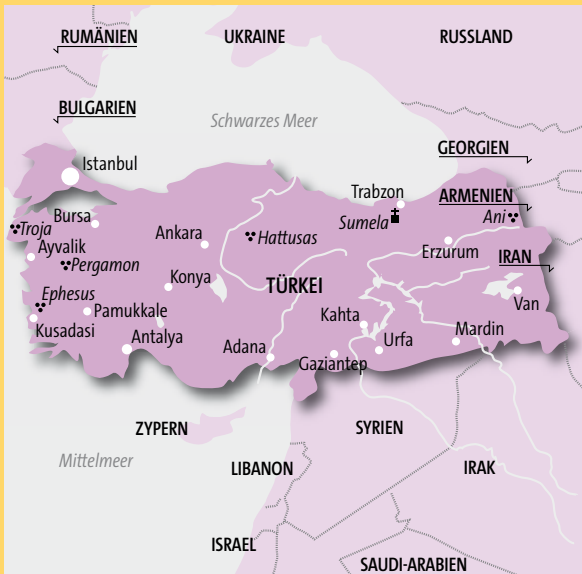 RUMÄNIEN
UKRAINE
RUSSLAND
BULGARIEN
Schwarzes Meer
GEORGIEN
Istanbul
Trabzon
ARMENIEN
Bursa
Sumela
Ani
Troja
Ankara
Hattusas
Ayvalik
Erzurum
Pergamon
IRAN
Konya
TÜRKEI
Ephesus
Van
Pamukkale
Kahta
Kusadasi
Antalya
Adana
Urfa
Mardin
Gaziantep
ZYPERN
SYRIEN
Mittelmeer
LIBANON
IRAK
ISRAEL
SAUDI-ARABIEN